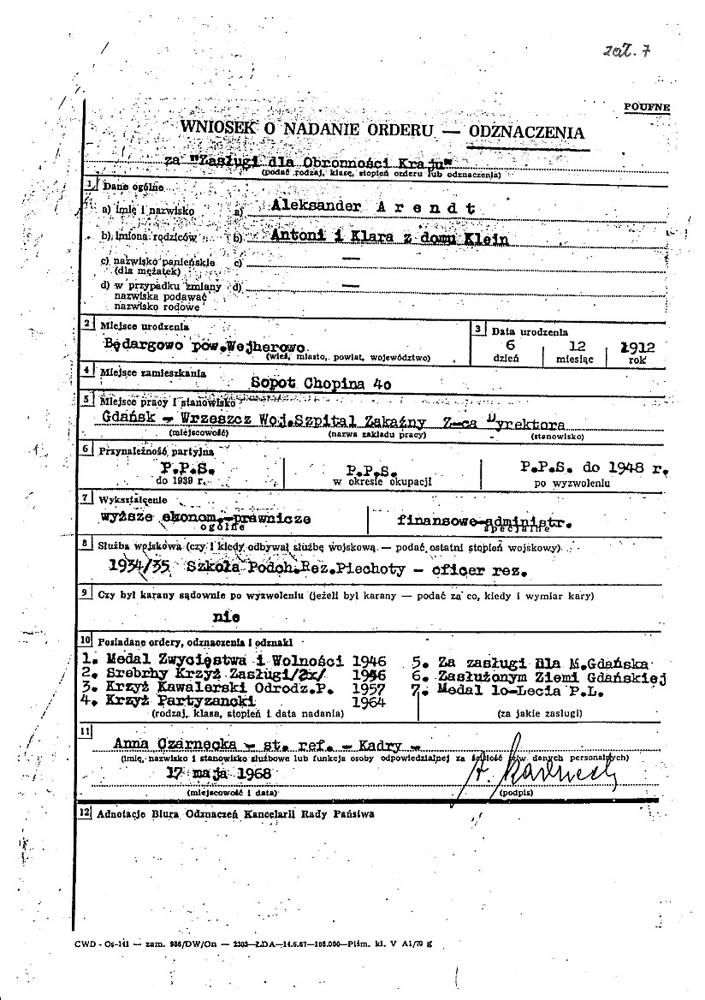 zał. 7
POUFNE
WNIOSEK O NADANIE ORDERU — ODZNACZENIA
za "Zasługi dla Obronności Kraju"
(podać rodzaj, klasę, stopień orderu lub odznaczenia)
1 Dane ogólne
a) imię i nazwisko a) Aleksander A r e n d t
b) imiona rodziców b) Antoni i Klara z domu Klein
c) nazwisko panieńskie c) —
(dla mężatek)
d) w przypadku zmiany d) —
nazwiska podawać
nazwisko rodowe
2 Miejsce urodzenia 3 Data urodzenia
Będargowo pow.Wejherowo 6 12 1912
(wieś, miasto, powiat, województwo) dzień miesiąc rok
4 Miejsce zamieszkania
Sopot Chopina 4o
5 Miejsce pracy i stanowisko
Gdańsk – Wrzeszcz Woj.Szpital Zakaźny Z-ca Dyrektora
(miejscowość) (nazwa zakładu pracy) (stanowisko)
6 Przynależność partyjna
P.P.S. P.P.S. P.P.S. do 1948 r.
do 1939 r. w okresie okupacji po wyzwoleniu
7 Wykształcenie
wyższe ekonom.-prawnicze finansowo-administr.
ogólne specjalne
8 Służba wojskowa (czy i kiedy odbywał służbę wojskową — podać ostatni stopień wojskowy)
1934/35 Szkoła Podch.Rez.Piechoty – oficer rez.
9 Czy był karany sądownie po wyzwoleniu (jeżeli był karany — podać za co, kiedy i wymiar kary)
nie
10 Posiadane ordery, odznaczenia i odznaki
1. Medal Zwycięstwa i Wolności 1946 5. Za zasługi Dla M.Gdańska
2. Srebrny Krzyż Zasługi/2x/ 1946 6. Zasłużonym Ziemi Gdańskiej
3. Krzyż Kawalerski Odrodz.P. 1957 7. Medal lo-Lecia P.L.
4. Krzyż Partyzancki 1964
(rodzaj, klasa, stopień i data nadania) (za jakie zasługi)
11
Anna Czarnecka – st. ref. – Kadry –
(imię, nazwisko i stanowisko służbowe lub funkcja osoby odpowiedzialnej za ścisłość ww. danych personalnych)
17 maja 1968
(miejscowość i data) (podpis)
12 Adnotacje Biura Odznaczeń Kancelarii Rady Państwa
CWD - Os-141 — zam. 986/DW/On — 2303—ŁDA—14.6.67—168.000—Piśm. kl. V A1/70 g